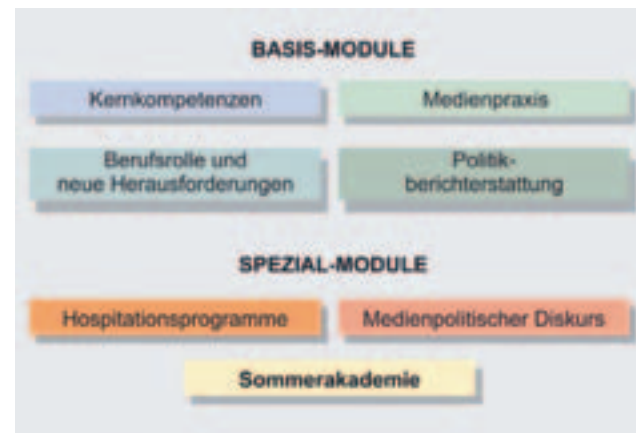 BASIS-MODULE
Kernkompetenzen
Medienpraxis
Berufsrolle und
neue Herausforderungen
Politik-
berichterstattung
SPEZIAL-MODULE
Hospitationsprogramme
Medienpolitischer Diskurs
Sommerakademie